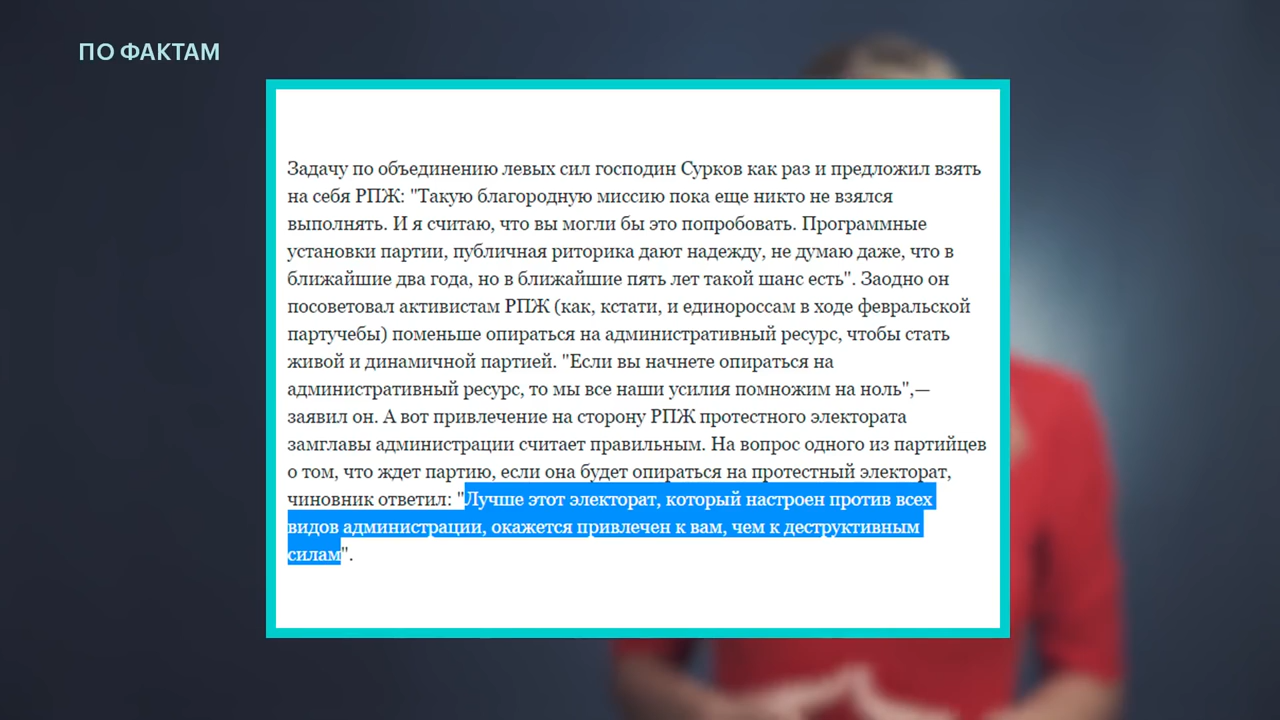 ПО ФАКТАМ
Задачу по объединению левых сил господин Сурков как раз и предложил взять
на себя РПЖ: "Такую благородную миссию пока еще никто не взялся
выполнять. И я считаю, что вы могли бы это попробовать. Программные
установки партии, публичная риторика дают надежду, не думаю даже, что в
ближайшие два года, но в ближайшие пять лет такой шанс есть". Заодно он
посоветовал активистам РПЖ (как, кстати, и единороссам в ходе февральской
партучебы) поменьше опираться на административный ресурс, чтобы стать
живой и динамичной партией. "Если вы начнете опираться на
административный ресурс, то мы все наши усилия помножим на ноль",—
заявил он. А вот привлечение на сторону РПЖ протестного электората
замглавы администрации считает правильным. На вопрос одного из партийцев
о том, что ждет партию, если она будет опираться на протестный электорат,
чиновник ответил: "Лучше этот электорат, который настроен против всех
видов администрации, окажется привлечен к вам, чем к деструктивным
силам".